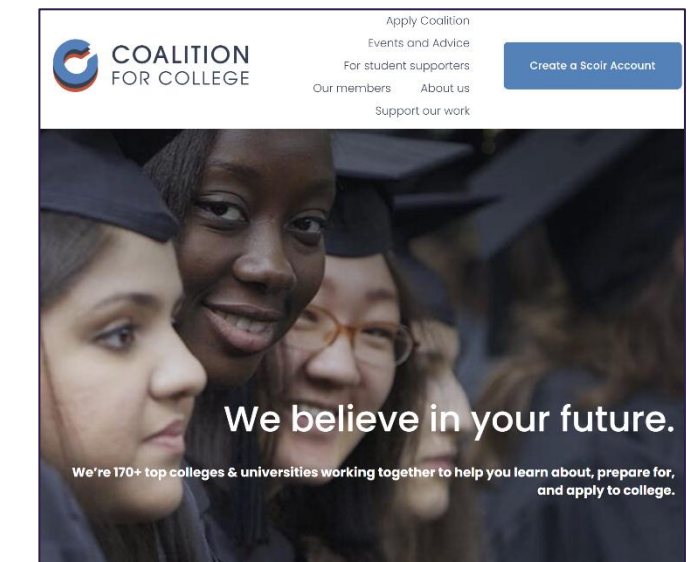 COALITION
FOR COLLEGE
Apply Coalition
Events and Advice
For student supporters
Our members About us
Support our work
Create a Scoir Account
We believe in your future.
We're 170+ top colleges & universities working together to help you learn about, prepare for,
and apply to college.